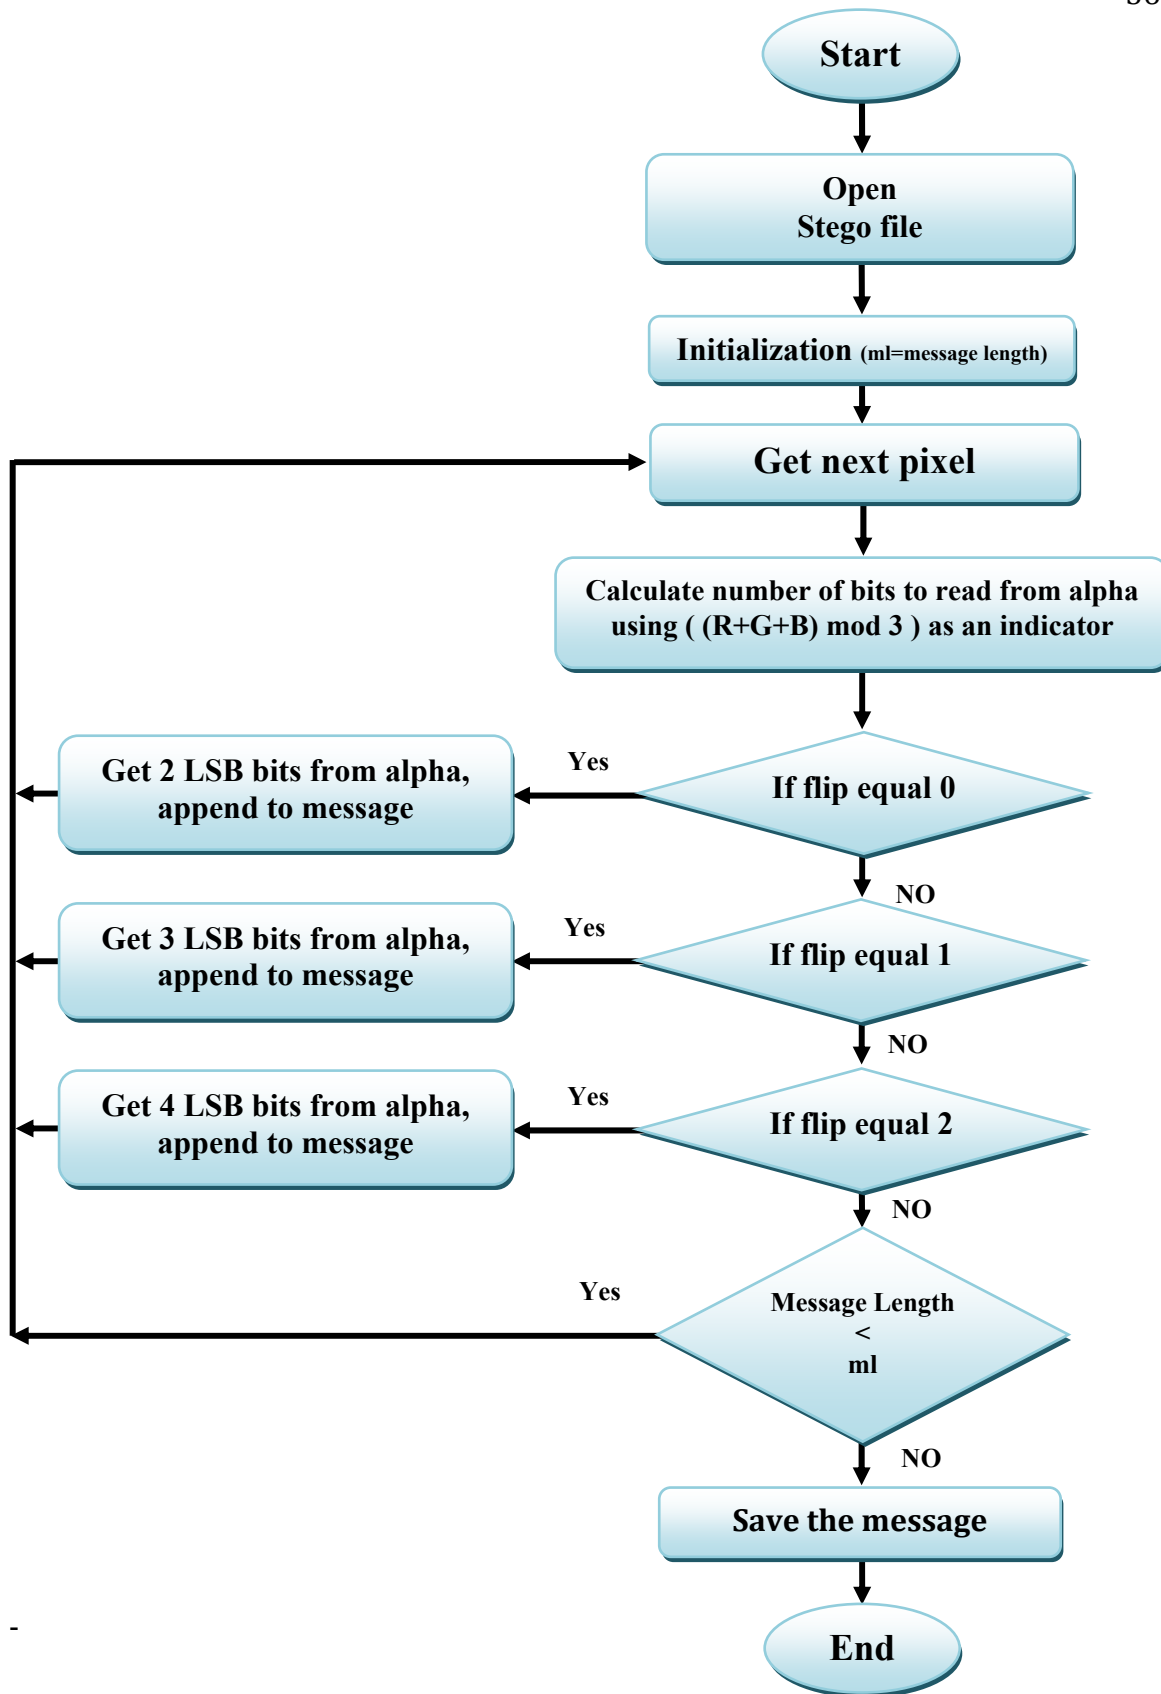 Start
Open
Stego file
Initialization (ml=message length)
Get next pixel
Calculate number of bits to read from alpha
using ( (R+G+B) mod 3 ) as an indicator
Get 2 LSB bits from alpha,
append to message
Yes
If flip equal 0
NO
Get 3 LSB bits from alpha,
append to message
Yes
If flip equal 1
NO
Get 4 LSB bits from alpha,
append to message
Yes
If flip equal 2
NO
Yes
Message Length
<
ml
NO
Save the message
-
End